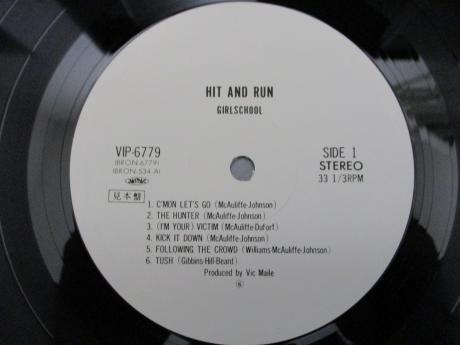 HIT AND RUN
GIRLSCHOOL
VIP-6779
(BRON-6779)
(BRON-534-A)
SIDE 1
STEREO
33 1/3RPM
見本盤
1. C'MON LET'S GO (McAuliffe-Johnson)
2. THE HUNTER (McAuliffe-Johnson)
3. (I'M YOUR) VICTIM (McAuliffe-Dufort)
4. KICK IT DOWN (McAuliffe-Johnson)
5. FOLLOWING THE CROWD (Williams-McAuliffe-Johnson)
6. TUSH (Gibbins-Hill-Beard)
Produced by Vic Maile